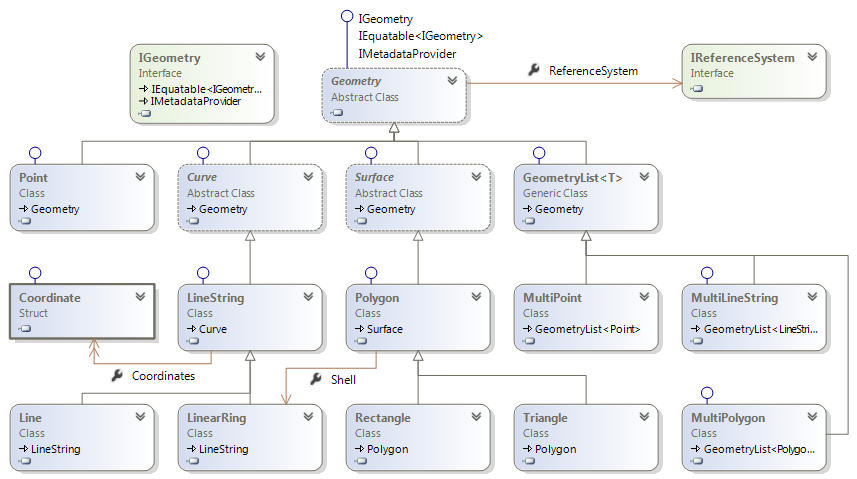 IGeometry
IEquatable<IGeometry>
IMetadataProvider
IGeometry
Interface
IEquatable<IGeometr...
IMetadataProvider
Geometry
Abstract Class
ReferenceSystem
IReferenceSystem
Interface
Point
Class
Geometry
Curve
Abstract Class
Geometry
Surface
Abstract Class
Geometry
GeometryList<T>
Generic Class
Geometry
Coordinate
Struct
LineString
Class
Curve
Polygon
Class
Surface
MultiPoint
Class
GeometryList<Point>
MultiLineString
Class
GeometryList<LineStri...
Coordinates
Shell
Line
Class
LineString
LinearRing
Class
LineString
Rectangle
Class
Polygon
Triangle
Class
Polygon
MultiPolygon
Class
GeometryList<Polygo...